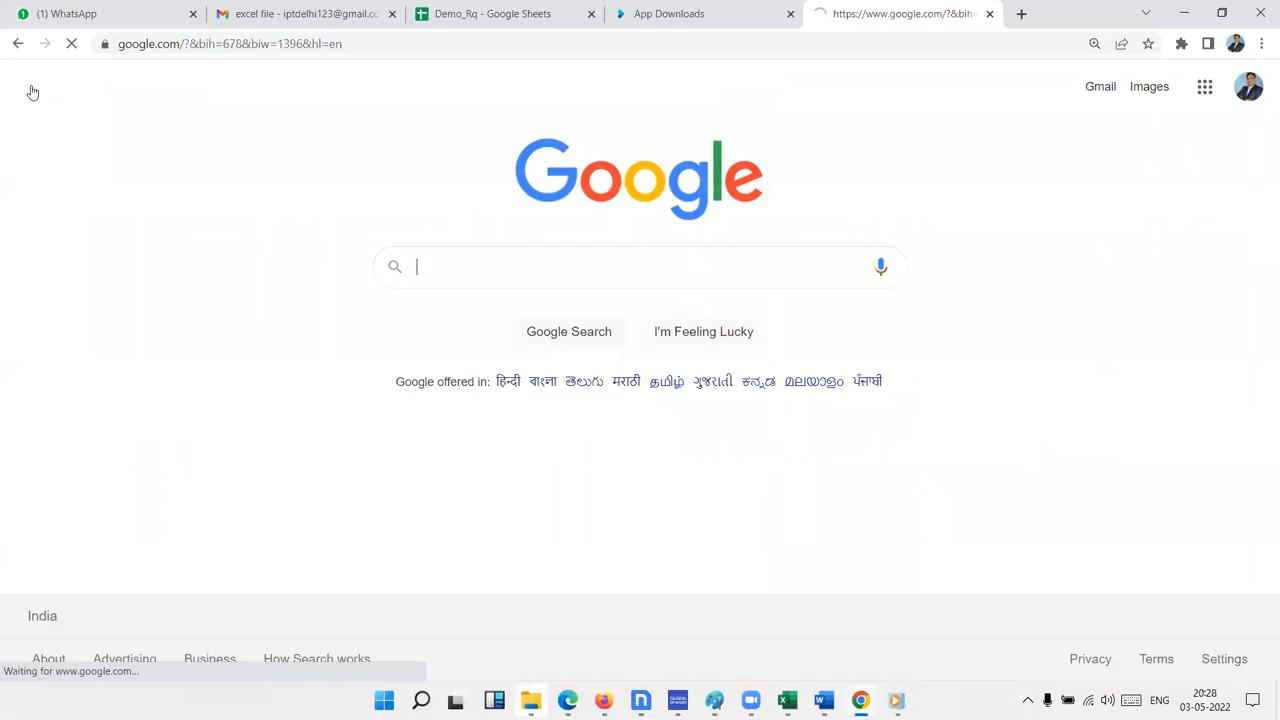 (1) WhatsApp
excel file - iptdelhi123@gmail.co
Demo_Rq - Google Sheets
App Downloads
https://www.google.com/?&bih=
google.com/?&bih=678&biw=1396&hl=en
Gmail Images
Google
Google Search I'm Feeling Lucky
Google offered in: हिन्दी বাংলা తెలుగు मराठी தமிழ் ગુજરાતી ಕನ್ನಡ മലയാളം ਪੰਜਾਬੀ
India
About Advertising Business How Search works
Privacy Terms Settings
Waiting for www.google.com...
ENG
20:28
03-05-2022